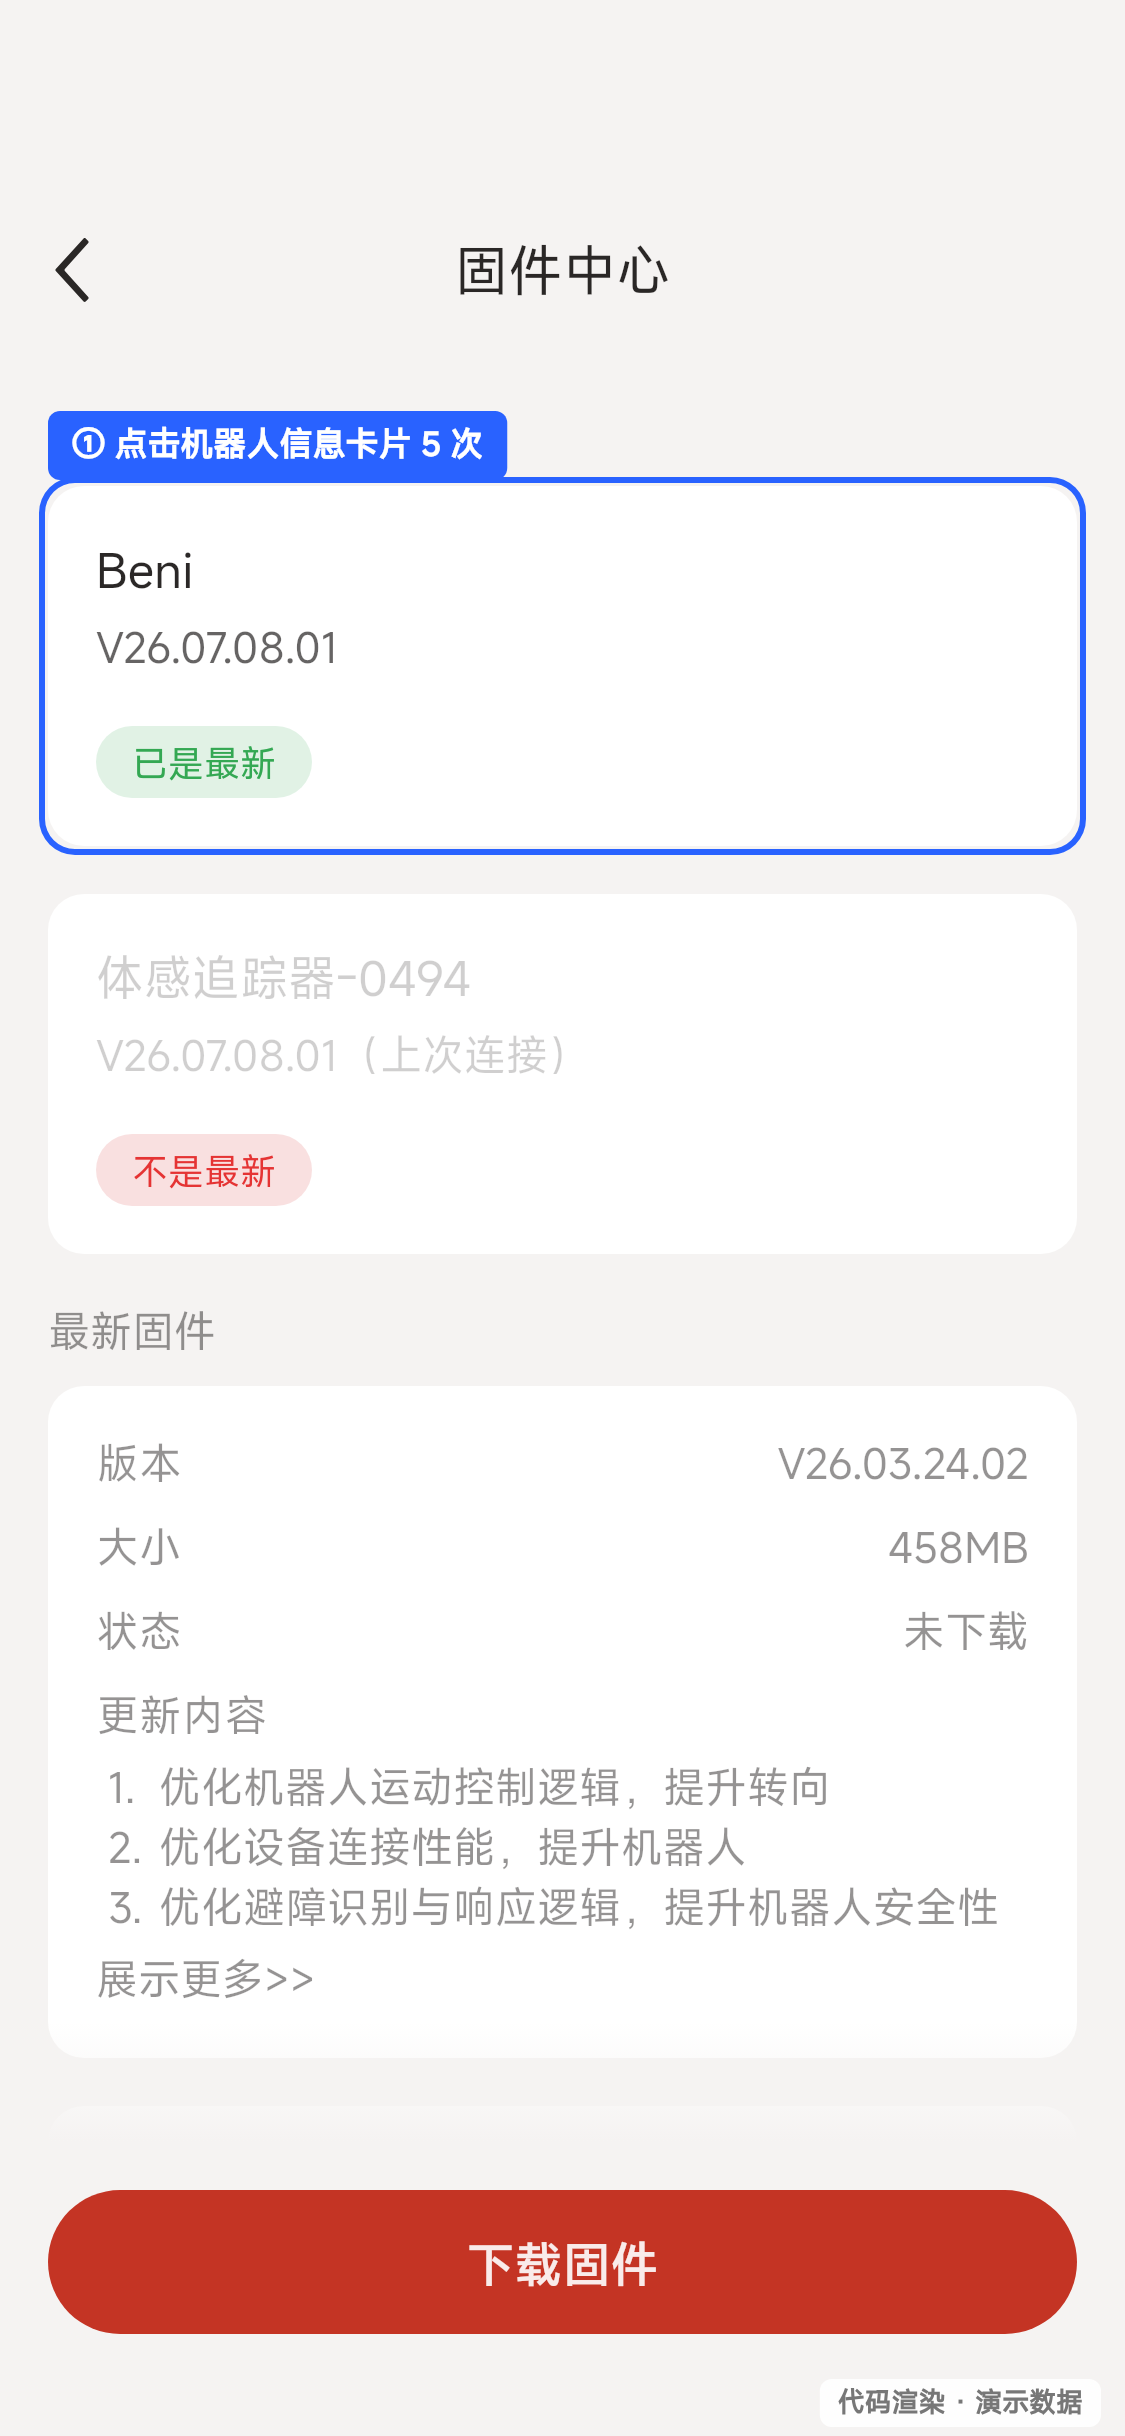 固件中心
① 点击机器人信息卡片 5 次
Beni
V26.07.08.01
已是最新
体感追踪器-0494
V26.07.08.01（上次连接）
不是最新
最新固件
版本 V26.03.24.02
大小 458MB
状态 未下载
更新内容
1. 优化机器人运动控制逻辑，提升转向
2. 优化设备连接性能，提升机器人
3. 优化避障识别与响应逻辑，提升机器人安全性
展示更多>>
下载固件
代码渲染 · 演示数据